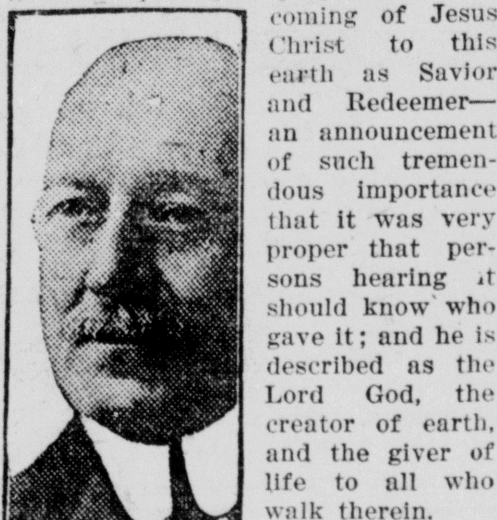 coming of Jesus
Christ to this
earth as Savior
and Redeemer—
an announcement
of such tremen-
dous importance
that it was very
proper that per-
sons hearing it
should know who
gave it; and he is
described as the
Lord God, the
creator of earth,
and the giver of
life to all who
walk therein.